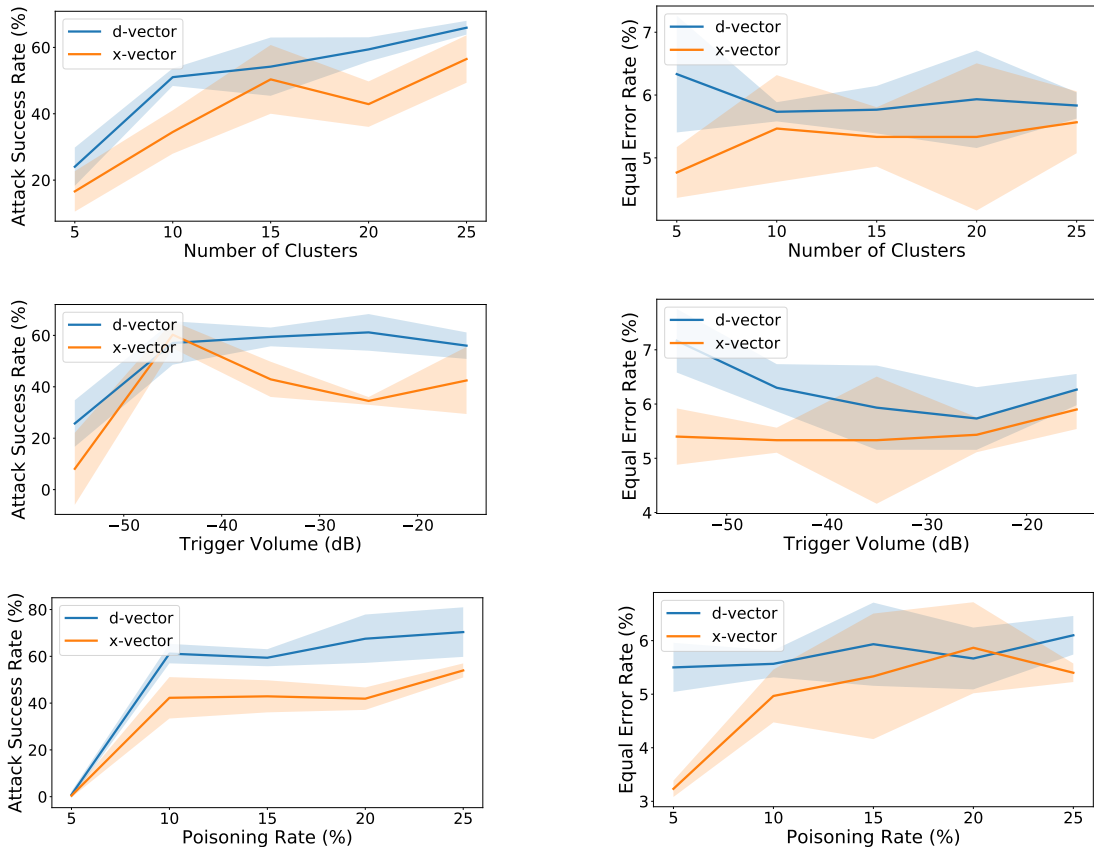 Attack Success Rate (%)
60
40
20
d-vector
x-vector
5 10 15 20 25
Number of Clusters
Equal Error Rate (%)
7
6
5
d-vector
x-vector
5 10 15 20 25
Number of Clusters
Attack Success Rate (%)
60
40
20
0
d-vector
x-vector
−50 −40 −30 −20
Trigger Volume (dB)
Equal Error Rate (%)
7
6
5
4
d-vector
x-vector
−50 −40 −30 −20
Trigger Volume (dB)
Attack Success Rate (%)
80
60
40
20
0
d-vector
x-vector
5 10 15 20 25
Poisoning Rate (%)
Equal Error Rate (%)
6
5
4
3
d-vector
x-vector
5 10 15 20 25
Poisoning Rate (%)